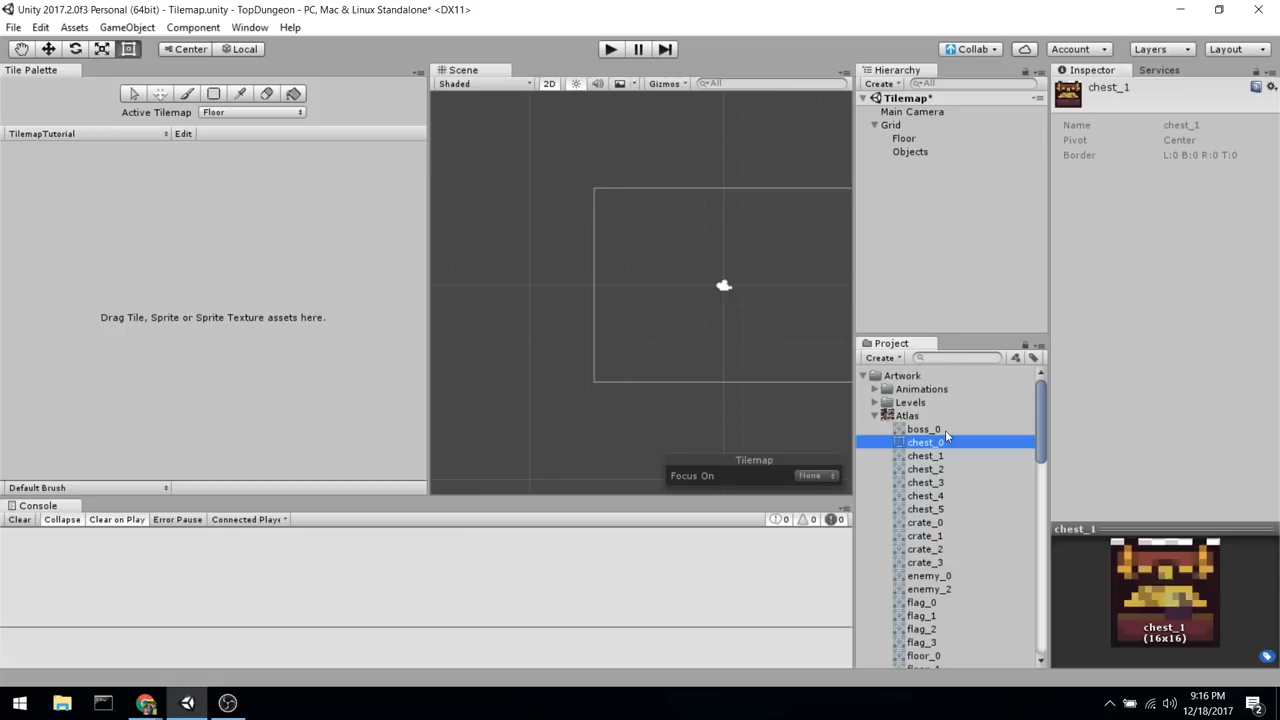 Unity 2017.2.0f3 Personal (64bit) - Tilemap.unity - TopDungeon - PC, Mac & Linux Standalone* <DX11>
File Edit Assets GameObject Component Window Help
Center Local Collab Account Layers Layout
Tile Palette
Active Tilemap Floor
TilemapTutorial Edit
Drag Tile, Sprite or Sprite Texture assets here.
Default Brush
Scene
Shaded 2D Gizmos All
Tilemap
Focus On None
Hierarchy
Create All
Tilemap*
Main Camera
Grid
Floor
Objects
Project
Create
Artwork
Animations
Levels
Atlas
boss_0
chest_0
chest_1
chest_2
chest_3
chest_4
chest_5
crate_0
crate_1
crate_2
crate_3
enemy_0
enemy_2
flag_0
flag_1
flag_2
flag_3
floor_0
Inspector Services
chest_1
Name chest_1
Pivot Center
Border L:0 B:0 R:0 T:0
chest_1
chest_1
(16x16)
Console
Clear Collapse Clear on Play Error Pause Connected Playe
0 0 0
9:16 PM
12/18/2017
2